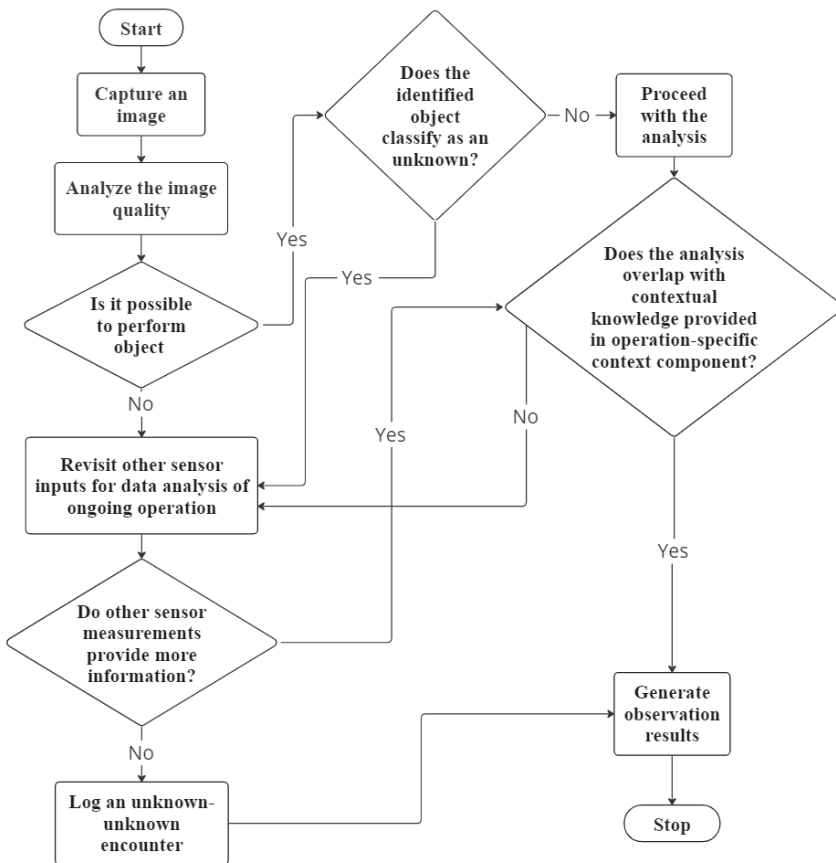 Start
Capture an
image
Analyze the image
quality
Is it possible
to perform
object
Yes
No
Does the
identified
object
classify as an
unknown?
No
Yes
Proceed
with the
analysis
Does the analysis
overlap with
contextual
knowledge provided
in operation-specific
context component?
No
Yes
Revisit other sensor
inputs for data analysis of
ongoing operation
Do other sensor
measurements
provide more
information?
Yes
No
Log an unknown-
unknown
encounter
Generate
observation
results
Stop